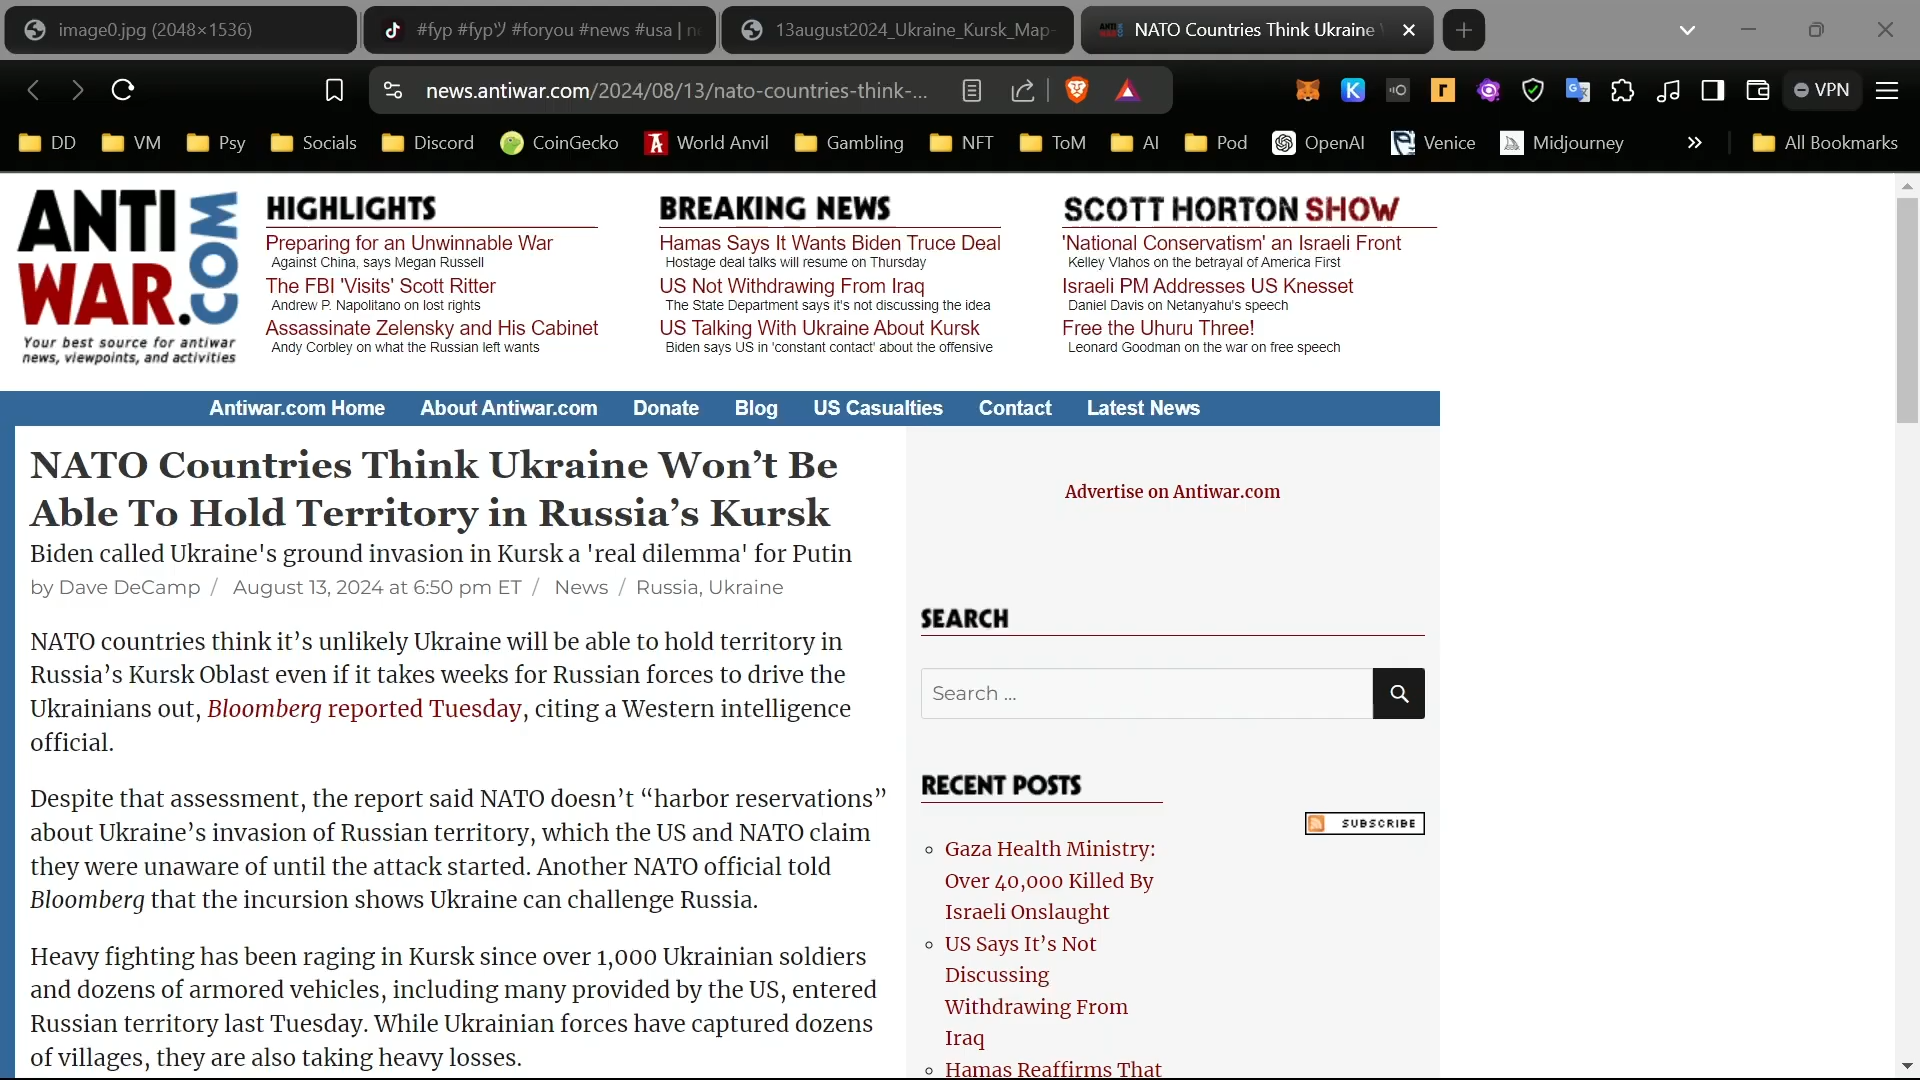 image0.jpg (2048×1536)
#fyp #fypツ #foryou #news #usa | n
13august2024_Ukraine_Kursk_Map-
NATO Countries Think Ukraine
news.antiwar.com/2024/08/13/nato-countries-think-...
VPN
DD
VM
Psy
Socials
Discord
CoinGecko
World Anvil
Gambling
NFT
ToM
AI
Pod
OpenAI
Venice
Midjourney
All Bookmarks
ANTI
WAR.COM
Your best source for antiwar
news, viewpoints, and activities
HIGHLIGHTS
Preparing for an Unwinnable War
Against China, says Megan Russell
The FBI 'Visits' Scott Ritter
Andrew P. Napolitano on lost rights
Assassinate Zelensky and His Cabinet
Andy Corbley on what the Russian left wants
BREAKING NEWS
Hamas Says It Wants Biden Truce Deal
Hostage deal talks will resume on Thursday
US Not Withdrawing From Iraq
The State Department says it's not discussing the idea
US Talking With Ukraine About Kursk
Biden says US in 'constant contact' about the offensive
SCOTT HORTON SHOW
'National Conservatism' an Israeli Front
Kelley Vlahos on the betrayal of America First
Israeli PM Addresses US Knesset
Daniel Davis on Netanyahu's speech
Free the Uhuru Three!
Leonard Goodman on the war on free speech
Antiwar.com Home
About Antiwar.com
Donate
Blog
US Casualties
Contact
Latest News
NATO Countries Think Ukraine Won’t Be
Able To Hold Territory in Russia’s Kursk
Biden called Ukraine's ground invasion in Kursk a 'real dilemma' for Putin
by Dave DeCamp / August 13, 2024 at 6:50 pm ET / News / Russia, Ukraine
NATO countries think it’s unlikely Ukraine will be able to hold territory in
Russia’s Kursk Oblast even if it takes weeks for Russian forces to drive the
Ukrainians out, Bloomberg reported Tuesday, citing a Western intelligence
official.
Despite that assessment, the report said NATO doesn’t “harbor reservations”
about Ukraine’s invasion of Russian territory, which the US and NATO claim
they were unaware of until the attack started. Another NATO official told
Bloomberg that the incursion shows Ukraine can challenge Russia.
Heavy fighting has been raging in Kursk since over 1,000 Ukrainian soldiers
and dozens of armored vehicles, including many provided by the US, entered
Russian territory last Tuesday. While Ukrainian forces have captured dozens
of villages, they are also taking heavy losses.
Advertise on Antiwar.com
SEARCH
Search ...
RECENT POSTS
SUBSCRIBE
Gaza Health Ministry:
Over 40,000 Killed By
Israeli Onslaught
US Says It’s Not
Discussing
Withdrawing From
Iraq
Hamas Reaffirms That